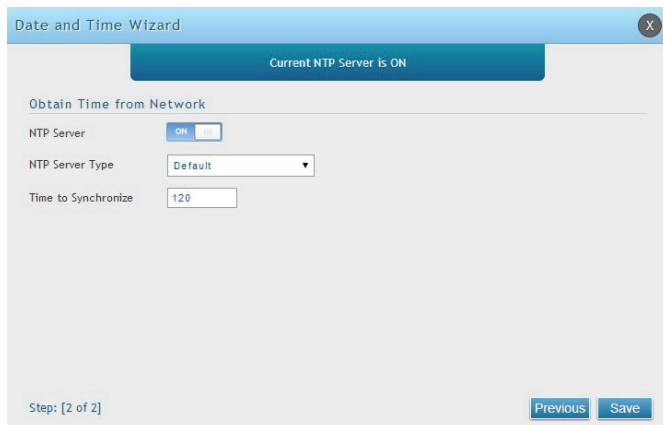 Date and Time Wizard
X
Current NTP Server is ON
Obtain Time from Network
NTP Server
ON
NTP Server Type
Default
Time to Synchronize
120
Step: [2 of 2]
Previous
Save